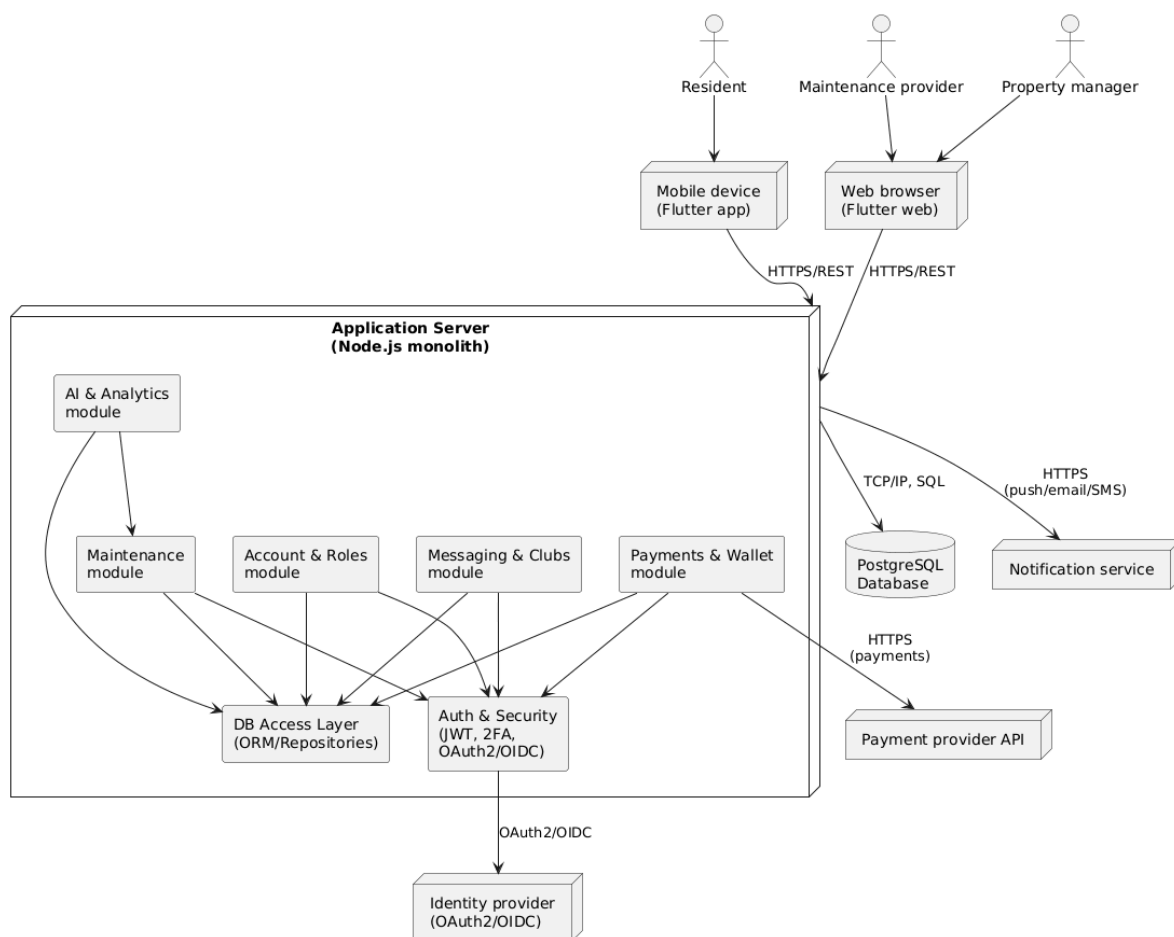 Resident
Maintenance provider
Property manager
Mobile device
(Flutter app)
Web browser
(Flutter web)
HTTPS/REST
HTTPS/REST
Application Server
(Node.js monolith)
AI & Analytics
module
TCP/IP, SQL
HTTPS
(push/email/SMS)
Maintenance
module
Account & Roles
module
Messaging & Clubs
module
Payments & Wallet
module
PostgreSQL
Database
Notification service
HTTPS
(payments)
DB Access Layer
(ORM/Repositories)
Auth & Security
(JWT, 2FA,
OAuth2/OIDC)
Payment provider API
OAuth2/OIDC
Identity provider
(OAuth2/OIDC)